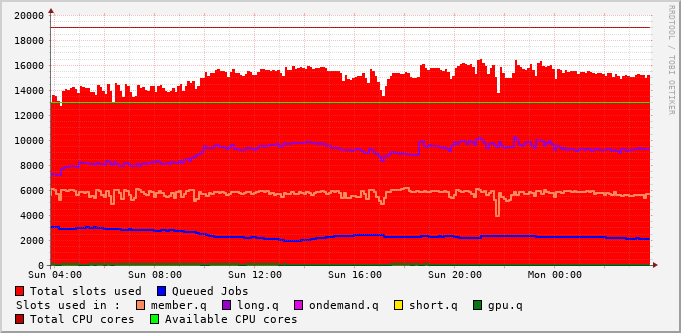 20000
18000
16000
14000
12000
10000
8000
6000
4000
2000
0
Sun 04:00 Sun 08:00 Sun 12:00 Sun 16:00 Sun 20:00 Mon 00:00
RRDTOOL / TOBI OETIKER
Total slots used Queued Jobs
Slots used in : member.q long.q ondemand.q short.q gpu.q
Total CPU cores Available CPU cores